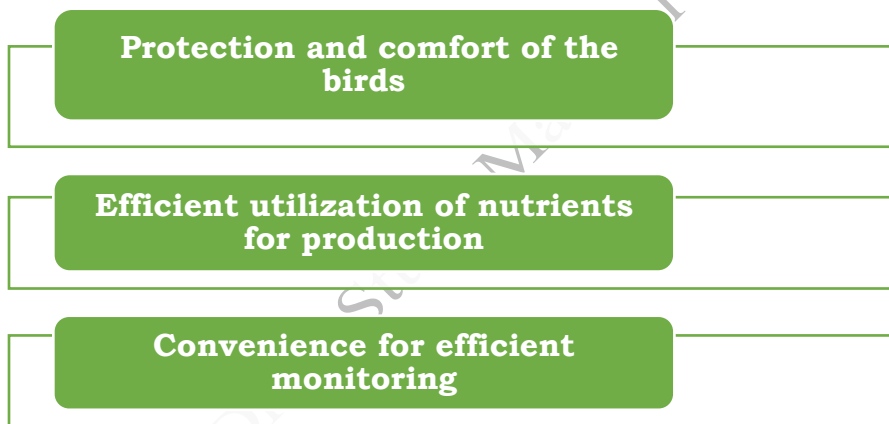 Protection and comfort of the
birds
Efficient utilization of nutrients
for production
Convenience for efficient
monitoring